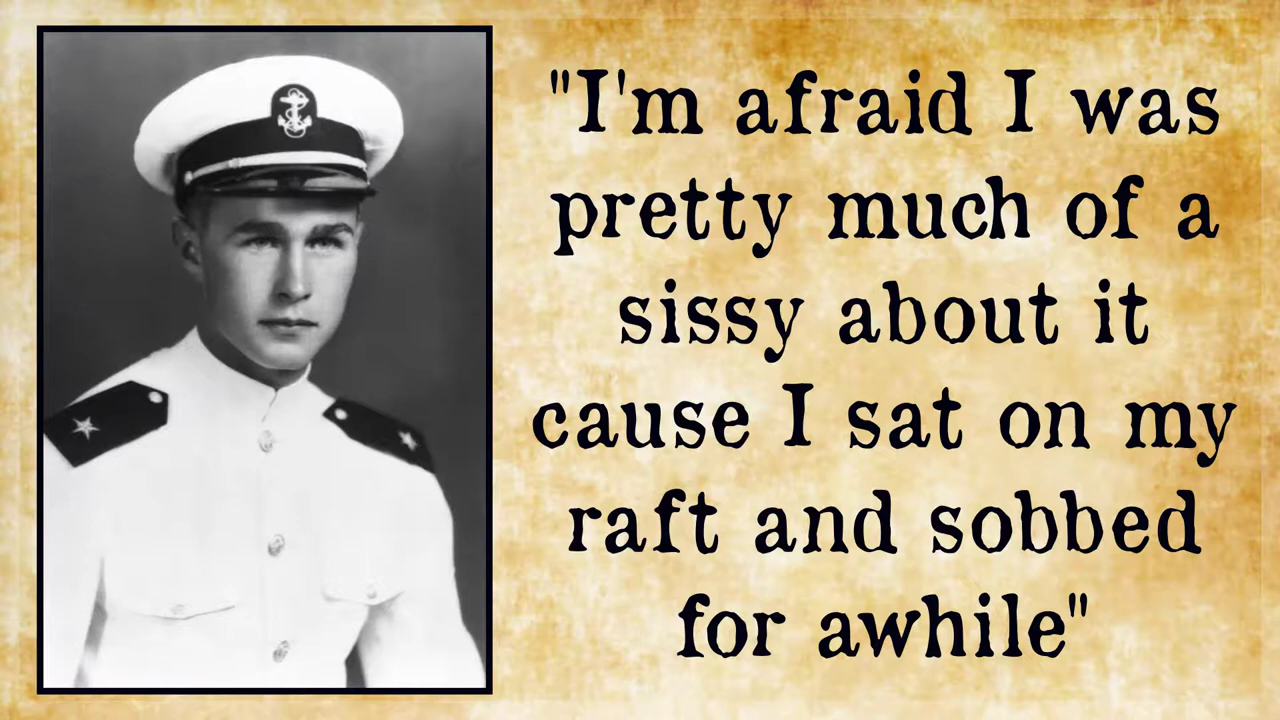 "I'm afraid I was
pretty much of a
sissy about it
cause I sat on my
raft and sobbed
for awhile"